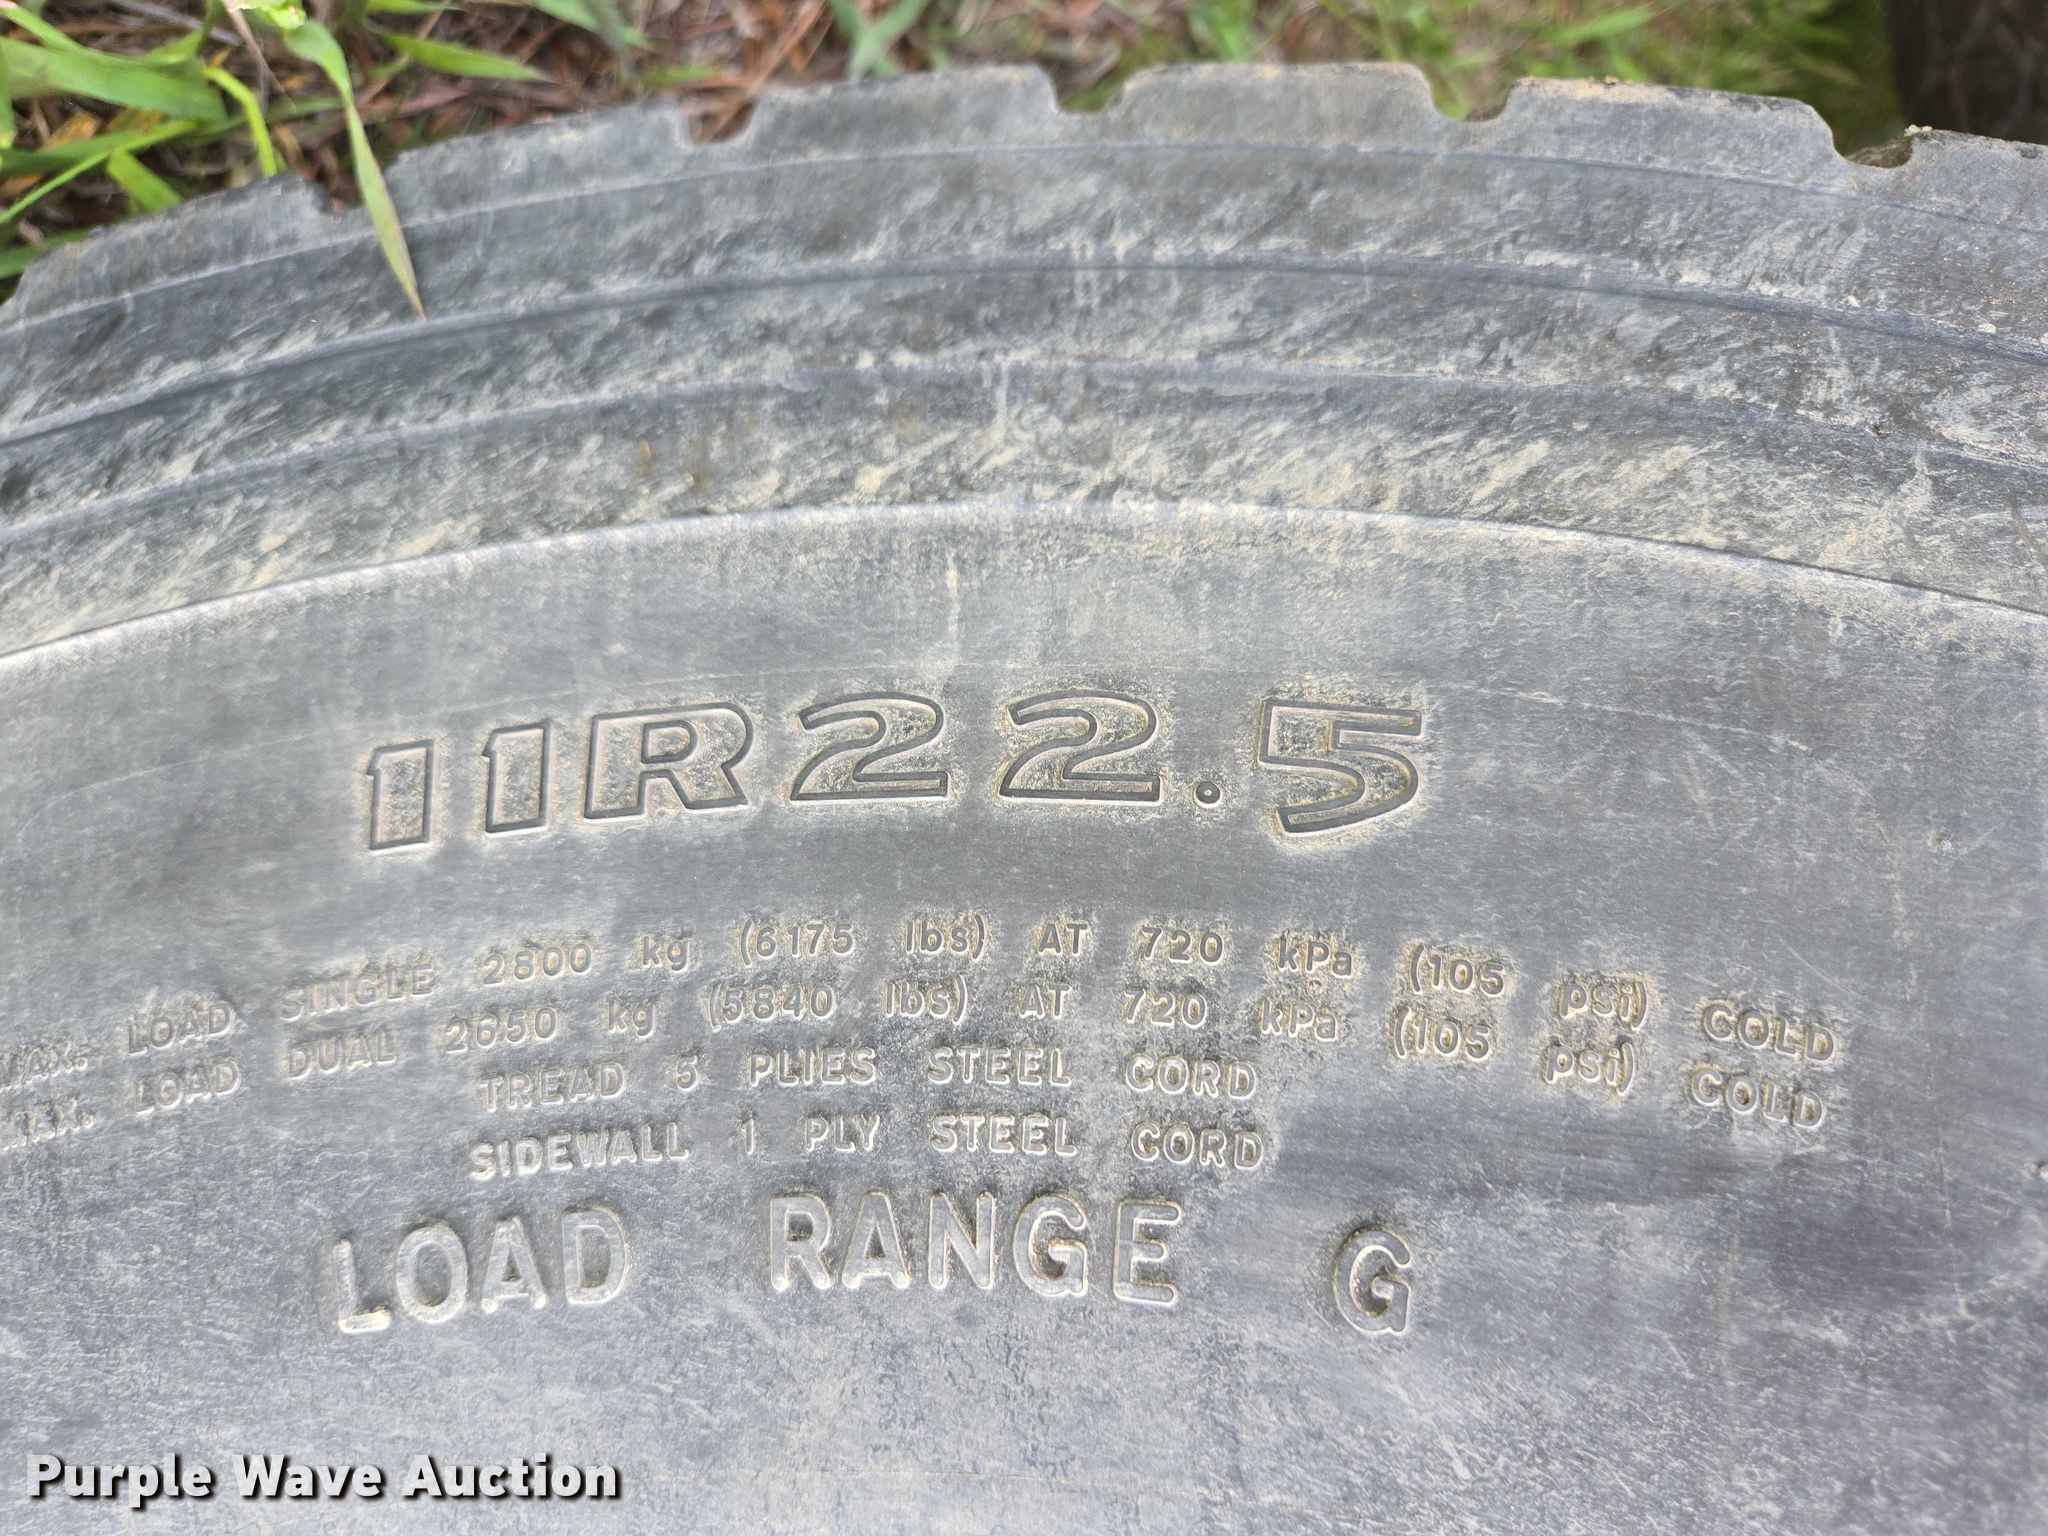 11R22.5
MAX. LOAD SINGLE 2800 kg (6175 lbs) AT 720 kPa (105 psi) COLD
MAX. LOAD DUAL 2650 kg (5840 lbs) AT 720 kPa (105 psi) COLD
TREAD 5 PLIES STEEL CORD
SIDEWALL 1 PLY STEEL CORD
LOAD RANGE G
Purple Wave Auction